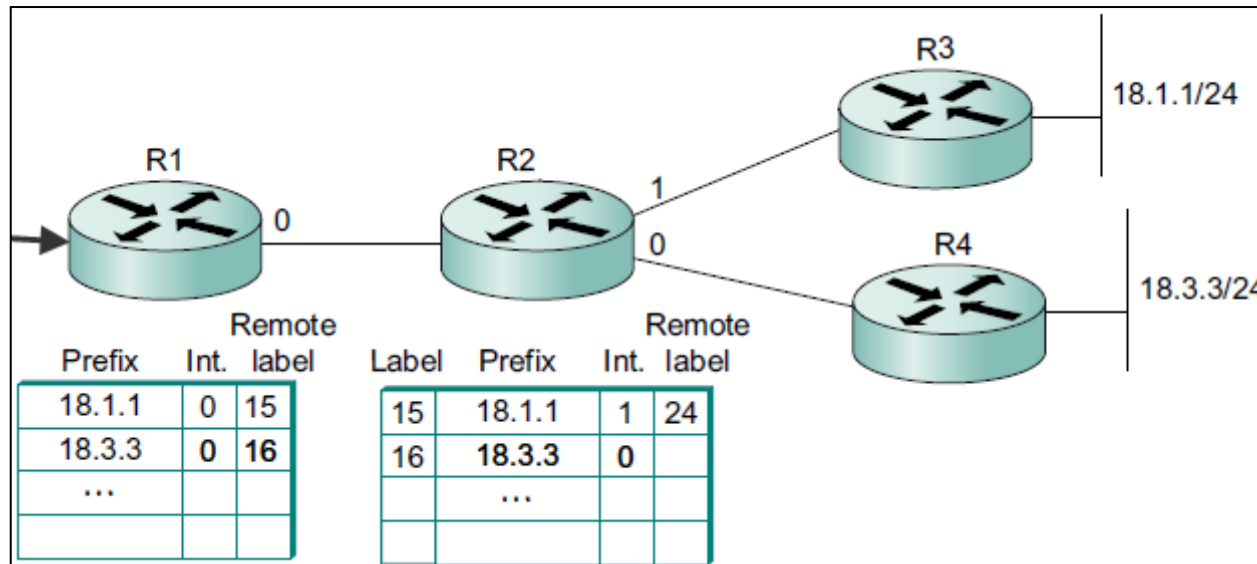 R3
18.1.1/24
R1
R2
1
0
0
R4
18.3.3/24
Remote
Prefix Int. label
18.1.1 0 15
18.3.3 0 16
...
Remote
Label Prefix Int. label
15 18.1.1 1 24
16 18.3.3 0
...